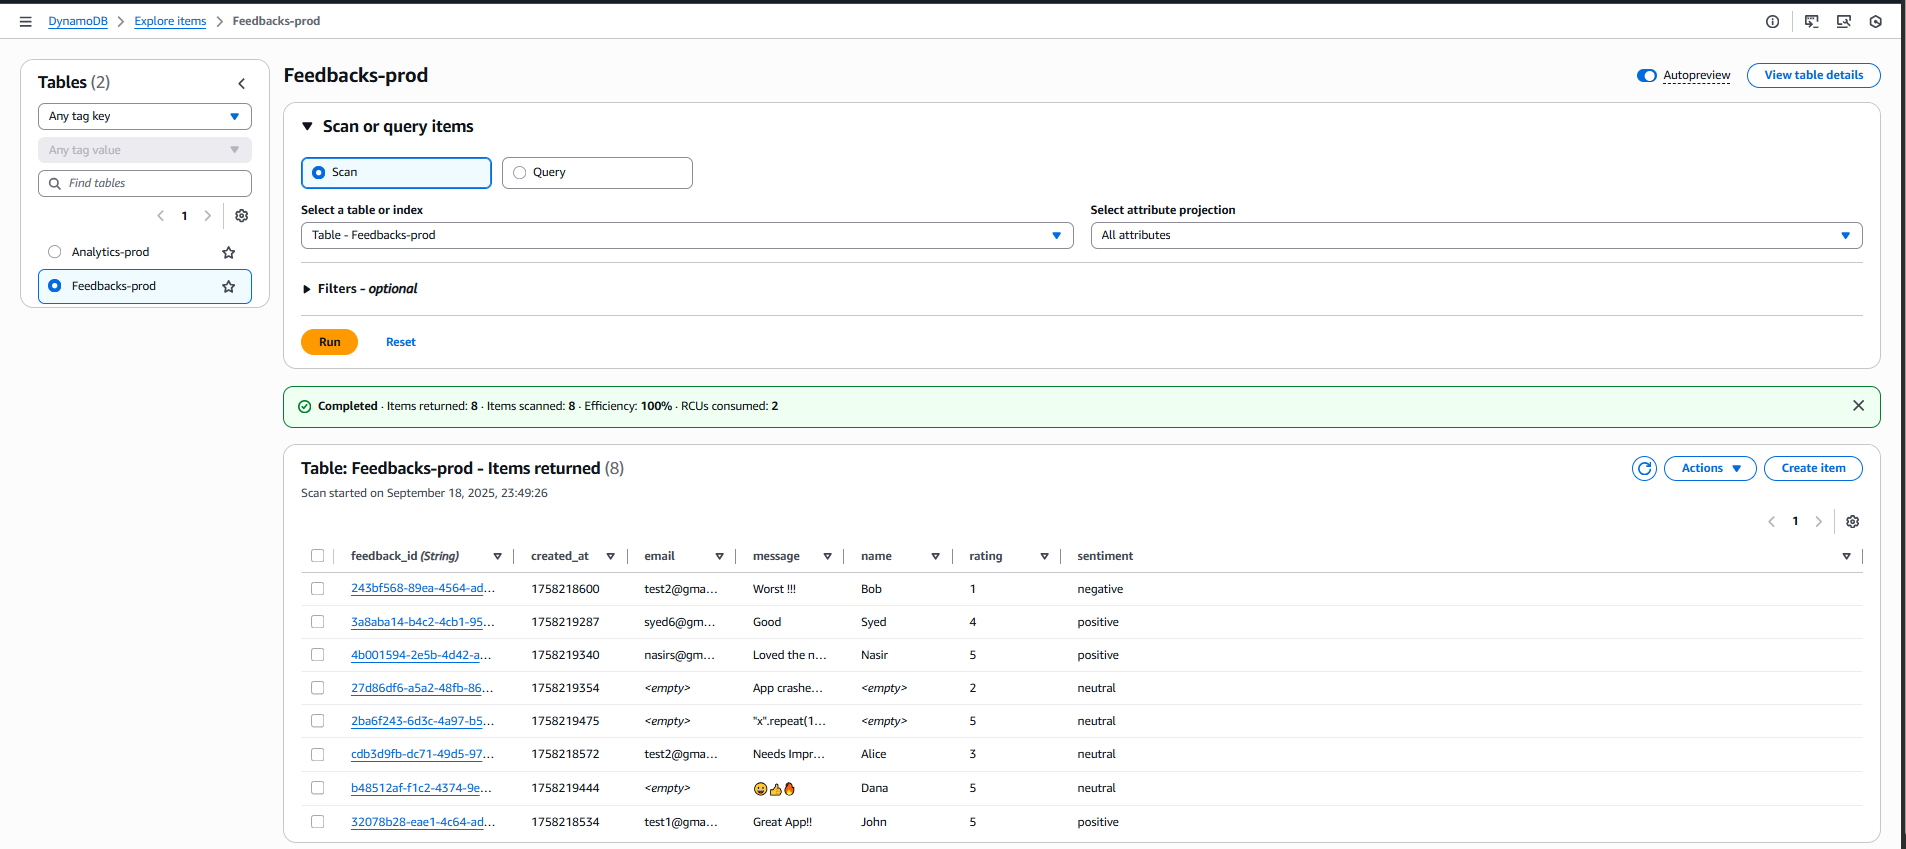 DynamoDB > Explore items > Feedbacks-prod
Tables (2)
Any tag key
Any tag value
Find tables
1
Analytics-prod
Feedbacks-prod
Feedbacks-prod
Autopreview
View table details
Scan or query items
Scan
Query
Select a table or index
Select attribute projection
Table - Feedbacks-prod
All attributes
Filters - optional
Run
Reset
Completed · Items returned: 8 · Items scanned: 8 · Efficiency: 100% · RCUs consumed: 2
Table: Feedbacks-prod - Items returned (8)
Actions
Create item
Scan started on September 18, 2025, 23:49:26
1
feedback_id (String) created_at email message name rating sentiment
243bf568-89ea-4564-ad... 1758218600 test2@gma... Worst !!! Bob 1 negative
3a8aba14-b4c2-4cb1-95... 1758219287 syed6@gm... Good Syed 4 positive
4b001594-2e5b-4d42-a... 1758219340 nasirs@gm... Loved the n... Nasir 5 positive
27d86df6-a5a2-48fb-86... 1758219354 <empty> App crashe... <empty> 2 neutral
2ba6f243-6d3c-4a97-b5... 1758219475 <empty> "x".repeat(1... <empty> 5 neutral
cdb3d9fb-dc71-49d5-97... 1758218572 test2@gma... Needs Impr... Alice 3 neutral
b48512af-f1c2-4374-9e... 1758219444 <empty> 😀👍🔥 Dana 5 neutral
32078b28-eae1-4c64-ad... 1758218534 test1@gma... Great App!! John 5 positive